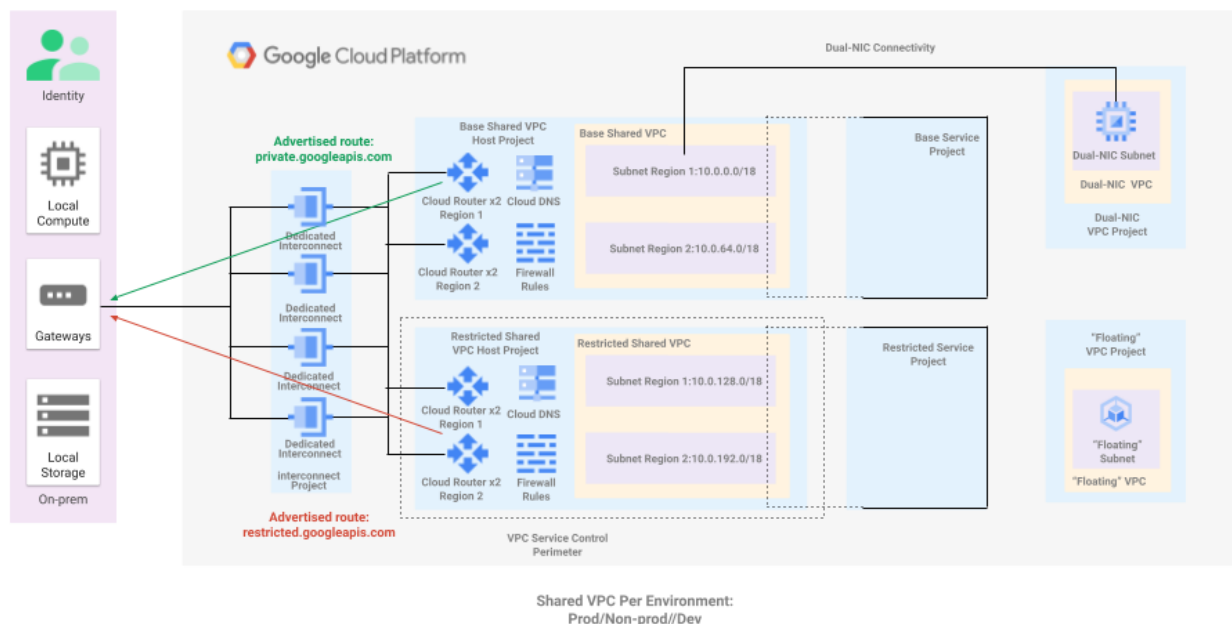 Identity
Local
Compute
Gateways
Local
Storage
On-prem
Google Cloud Platform
Dual-NIC Connectivity
Advertised route:
private.googleapis.com
Dedicated
Interconnect
Dedicated
Interconnect
Dedicated
Interconnect
Dedicated
Interconnect
interconnect
Project
Advertised route:
restricted.googleapis.com
Base Shared VPC
Host Project
Cloud Router x2
Region 1
Cloud DNS
Cloud Router x2
Region 2
Firewall
Rules
Base Shared VPC
Subnet Region 1:10.0.0.0/18
Subnet Region 2:10.0.64.0/18
Base Service
Project
Dual-NIC Subnet
Dual-NIC VPC
Dual-NIC
VPC Project
Restricted Shared
VPC Host Project
Cloud Router x2
Region 1
Cloud DNS
Cloud Router x2
Region 2
Firewall
Rules
Restricted Shared VPC
Subnet Region 1:10.0.128.0/18
Subnet Region 2:10.0.192.0/18
Restricted Service
Project
"Floating"
VPC Project
"Floating"
Subnet
"Floating" VPC
VPC Service Control
Perimeter
Shared VPC Per Environment:
Prod/Non-prod//Dev